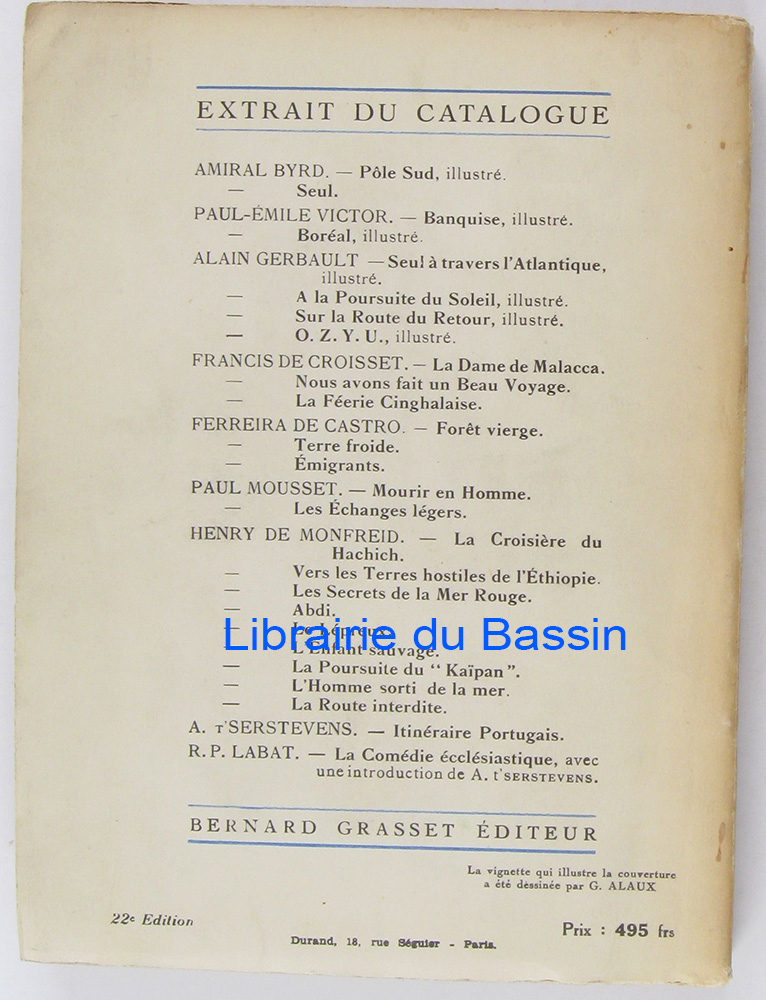 EXTRAIT DU CATALOGUE
AMIRAL BYRD. — Pôle Sud, illustré.
— Seul.
PAUL-ÉMILE VICTOR. — Banquise, illustré.
— Boréal, illustré.
ALAIN GERBAULT — Seul à travers l'Atlantique,
illustré.
— A la Poursuite du Soleil, illustré.
— Sur la Route du Retour, illustré.
— O. Z. Y. U., illustré.
FRANCIS DE CROISSET. — La Dame de Malacca.
— Nous avons fait un Beau Voyage.
— La Féerie Cinghalaise.
FERREIRA DE CASTRO. — Forêt vierge.
— Terre froide.
— Émigrants.
PAUL MOUSSET. — Mourir en Homme.
— Les Échanges légers.
HENRY DE MONFREID. — La Croisière du
Hachich.
— Vers les Terres hostiles de l'Éthiopie.
— Les Secrets de la Mer Rouge.
— Abdi.
— Le Lépreux.
Librairie du Bassin
— L'Enfant sauvage.
— La Poursuite du “ Kaïpan ”.
— L'Homme sorti de la mer.
— La Route interdite.
A. T'SERSTEVENS. — Itinéraire Portugais.
R. P. LABAT. — La Comédie écclésiastique, avec
une introduction de A. t'SERSTEVENS.
BERNARD GRASSET ÉDITEUR
La vignette qui illustre la couverture
a été dessinée par G. ALAUX
22e Edition
Prix : 495 frs
Durand, 18, rue Séguier - Paris.